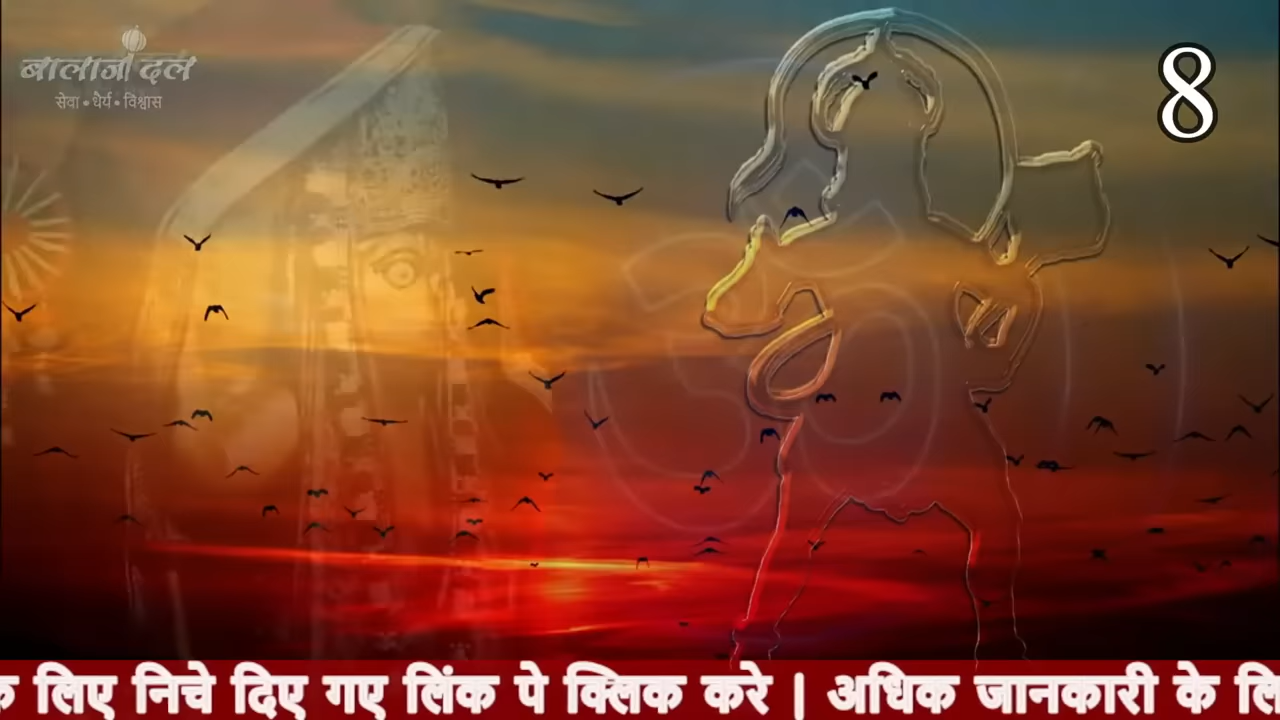 बालाजी दल
सेवा • धैर्य • विश्वास
8
के लिए निचे दिए गए लिंक पे क्लिक करे | अधिक जानकारी के लि